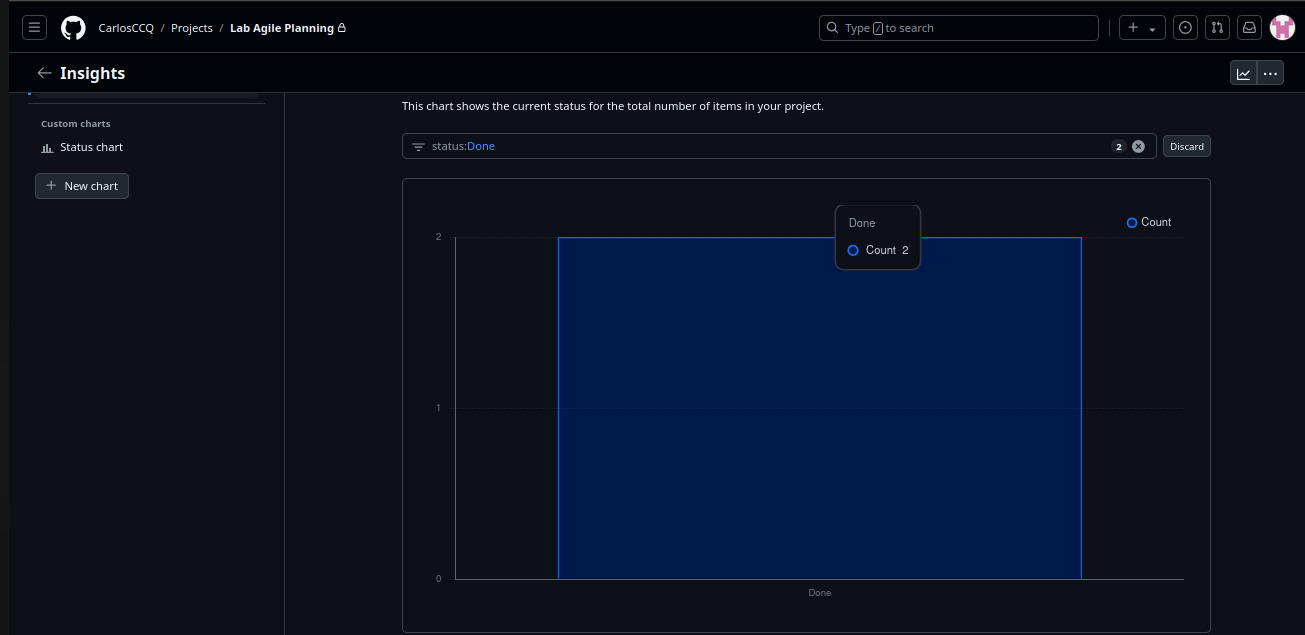 CarlosCCQ / Projects / Lab Agile Planning
Type / to search
Insights
Custom charts
Status chart
New chart
This chart shows the current status for the total number of items in your project.
status:Done
2
Discard
Done
Count 2
Count
2
1
0
Done